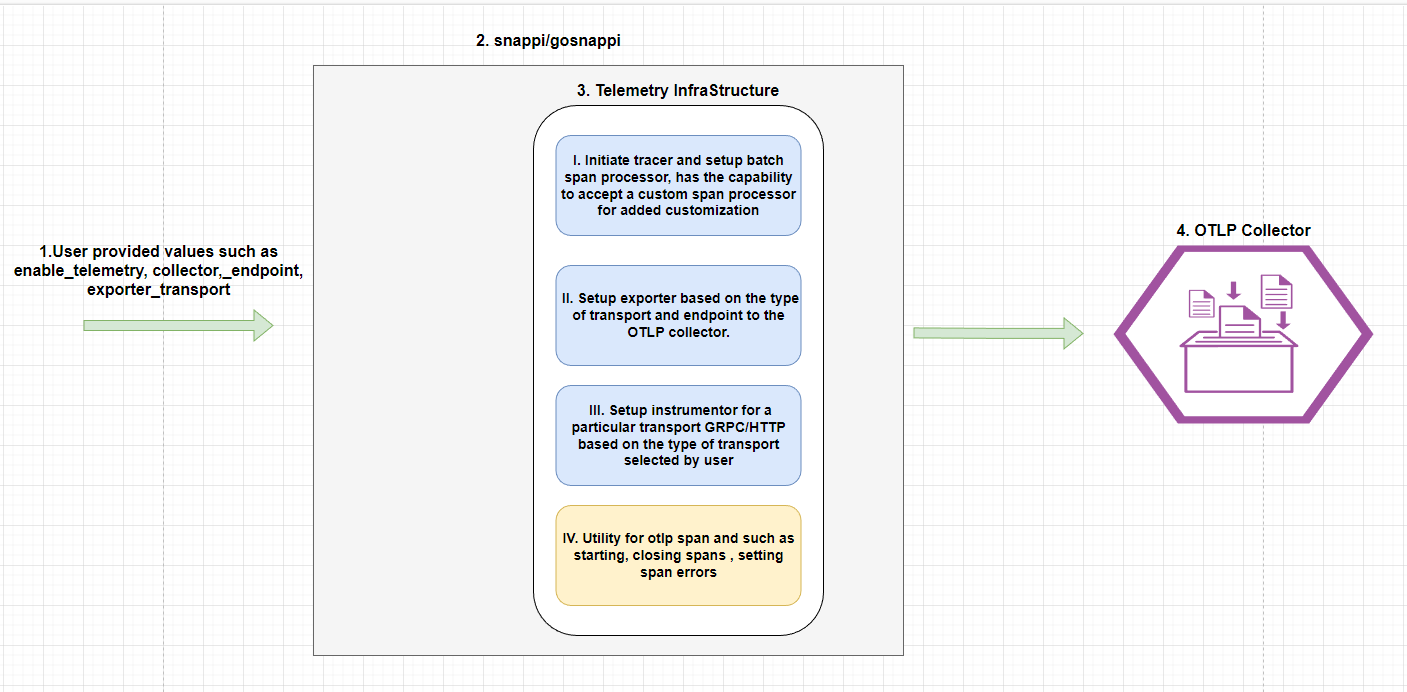 2. snappi/gosnappi
3. Telemetry InfraStructure
I. Initiate tracer and setup batch
span processor, has the capability
to accept a custom span processor
for added customization
1.User provided values such as
enable_telemetry, collector,_endpoint,
exporter_transport
II. Setup exporter based on the type
of transport and endpoint to the
OTLP collector.
III. Setup instrumentor for a
particular transport GRPC/HTTP
based on the type of transport
selected by user
IV. Utility for otlp span and such as
starting, closing spans , setting
span errors
4. OTLP Collector